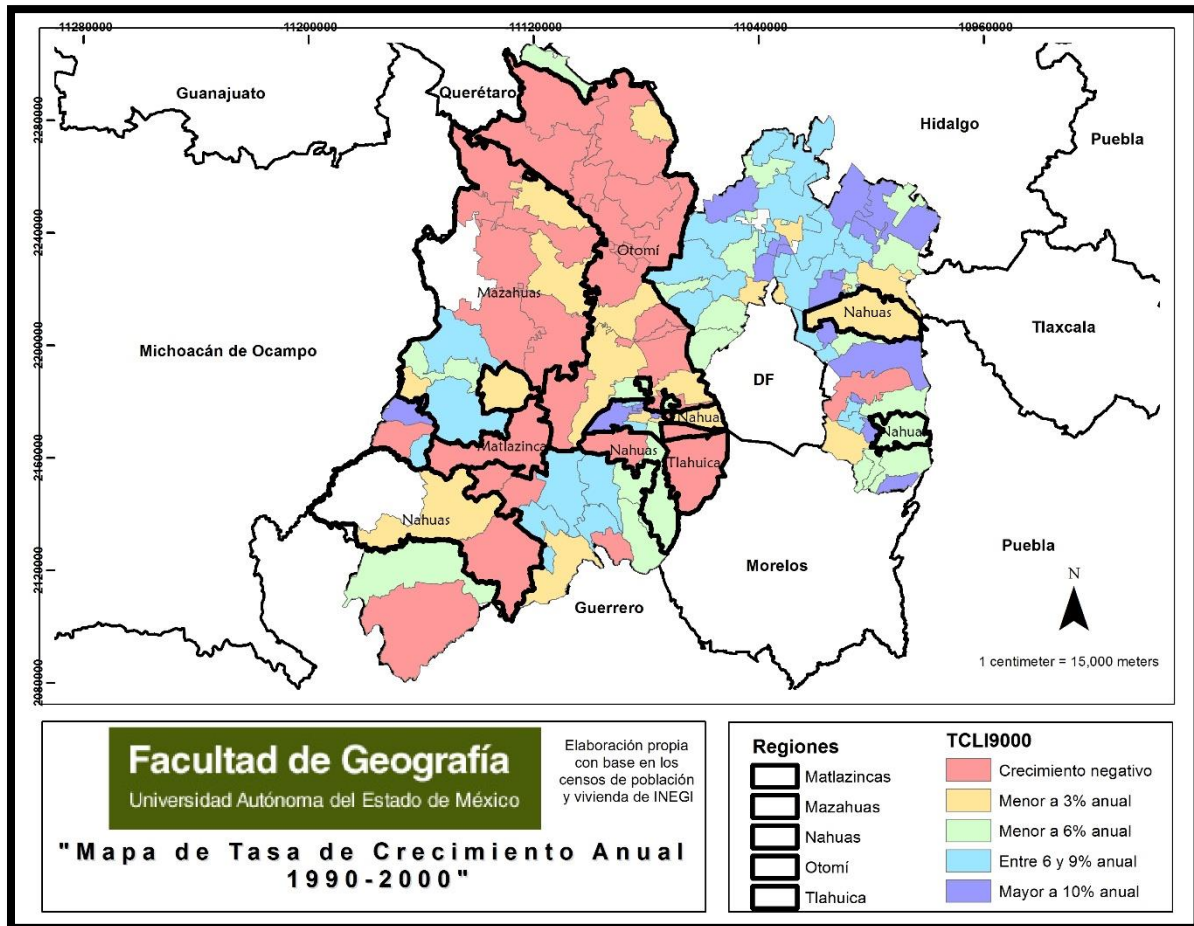 11280000
11200000
11120000
11040000
10960000
2280000
2240000
2200000
2160000
2120000
2080000
Guanajuato
Querétaro
Hidalgo
Puebla
Otomí
Mazahuas
Nahuas
Tlaxcala
Michoacán de Ocampo
DF
Nahuas
Nahuas
Matlazinca
Nahuas
Tlahuica
Nahuas
Puebla
Morelos
Guerrero
N
1 centimeter = 15,000 meters
Facultad de Geografía
Universidad Autónoma del Estado de México
Elaboración propia
con base en los
censos de población
y vivienda de INEGI
"Mapa de Tasa de Crecimiento Anual
1990-2000"
Regiones
Matlazincas
Mazahuas
Nahuas
Otomí
Tlahuica
TCLI9000
Crecimiento negativo
Menor a 3% anual
Menor a 6% anual
Entre 6 y 9% anual
Mayor a 10% anual